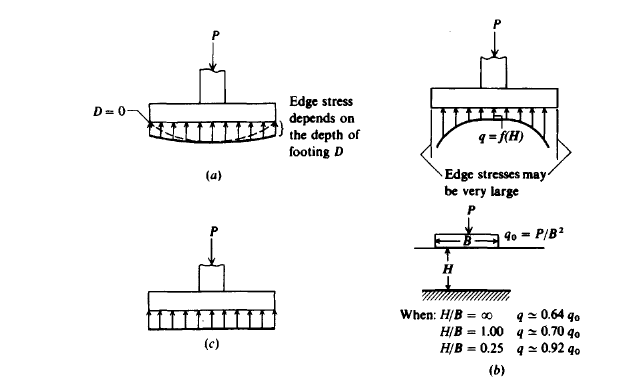 P
D = 0
Edge stress
depends on
the depth of
footing D
(a)
P
q = f(H)
Edge stresses may
be very large
P
(c)
P
B
q₀ = P/B²
H
When: H/B = ∞ q ≃ 0.64 q₀
H/B = 1.00 q ≃ 0.70 q₀
H/B = 0.25 q ≃ 0.92 q₀
(b)